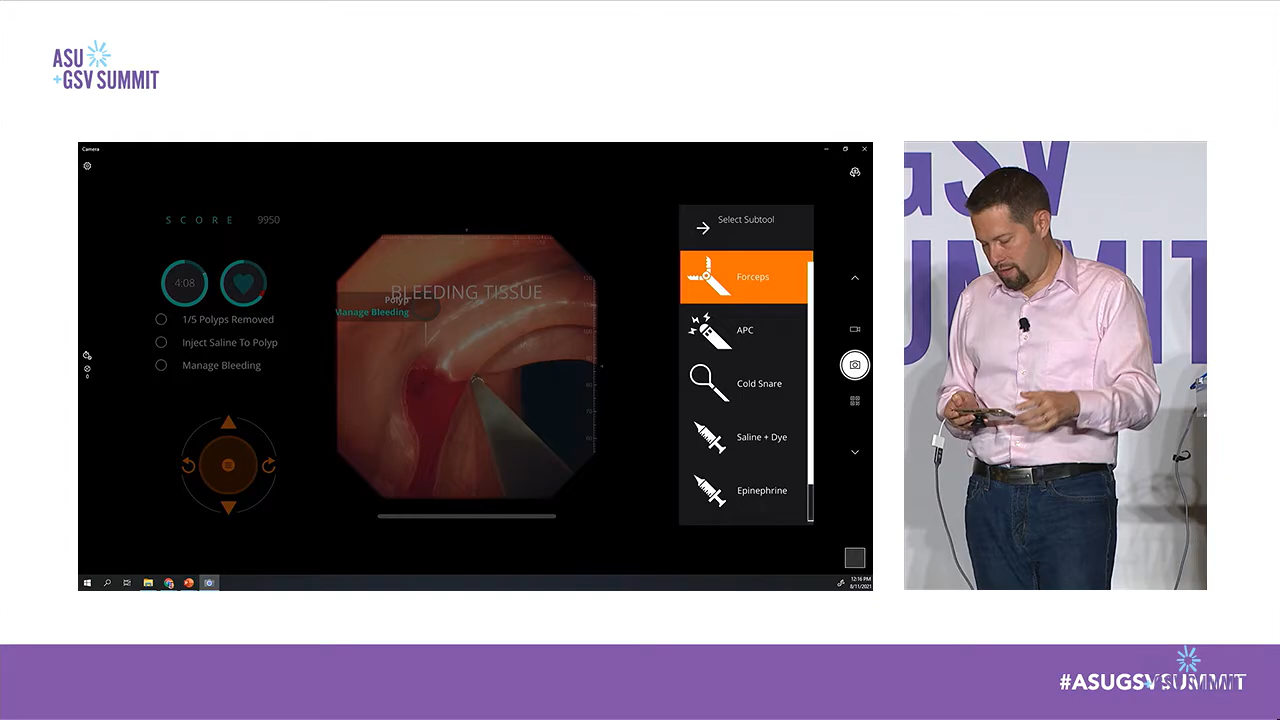 ASU
+GSV SUMMIT
Camera
SCORE 9950
4:08
1/5 Polyps Removed
Inject Saline To Polyp
Manage Bleeding
BLEEDING TISSUE
Polyp
Manage Bleeding
Select Subtool
Forceps
APC
Cold Snare
Saline + Dye
Epinephrine
12:16 PM
8/11/2021
GSV
SUMMIT
#ASUGSVSUMMIT